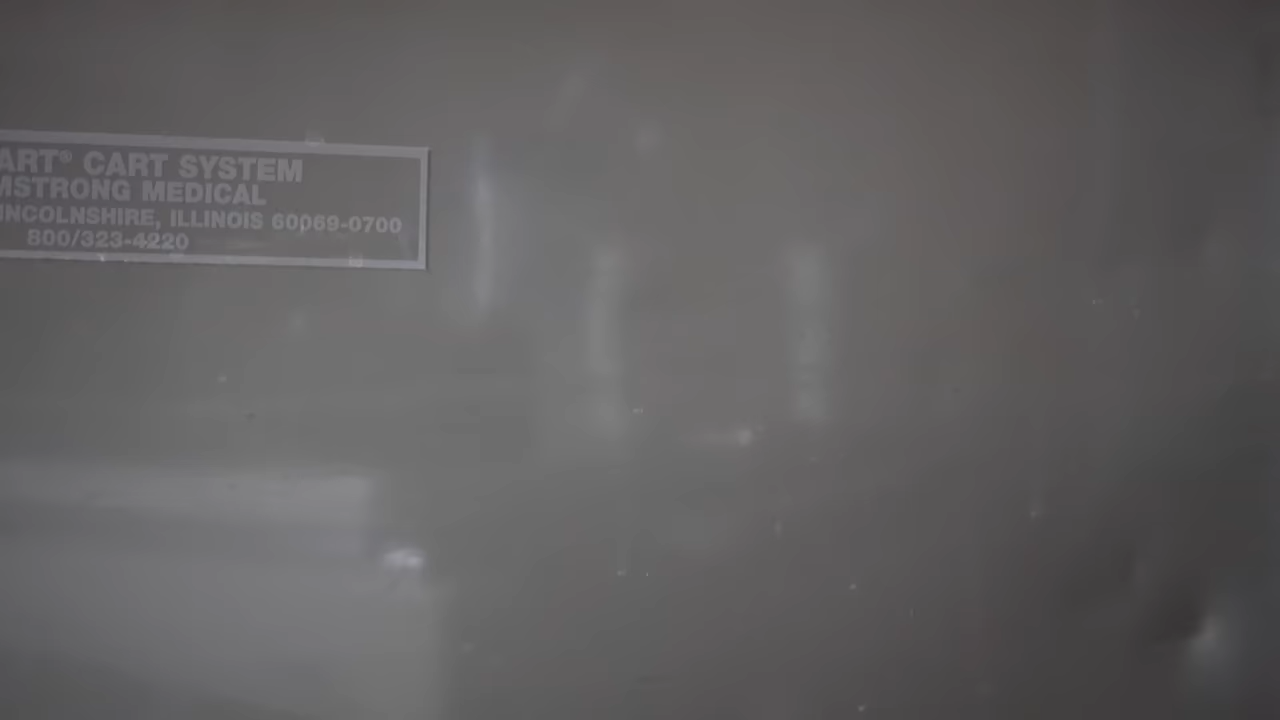 ART® CART SYSTEM
MSTRONG MEDICAL
INCOLNSHIRE, ILLINOIS 60069-0700
800/323-4220